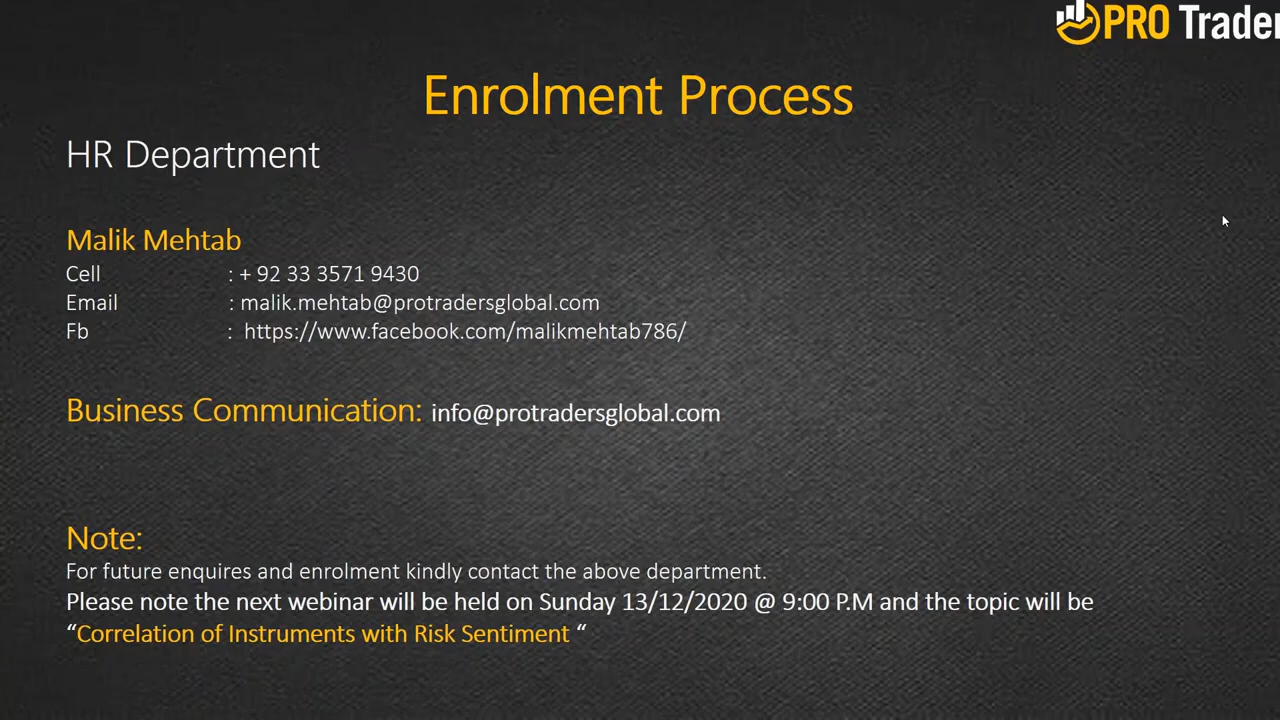 PRO Trader
Enrolment Process
HR Department
Malik Mehtab
Cell : + 92 33 3571 9430
Email : malik.mehtab@protradersglobal.com
Fb : https://www.facebook.com/malikmehtab786/
Business Communication: info@protradersglobal.com
Note:
For future enquires and enrolment kindly contact the above department.
Please note the next webinar will be held on Sunday 13/12/2020 @ 9:00 P.M and the topic will be
“Correlation of Instruments with Risk Sentiment “